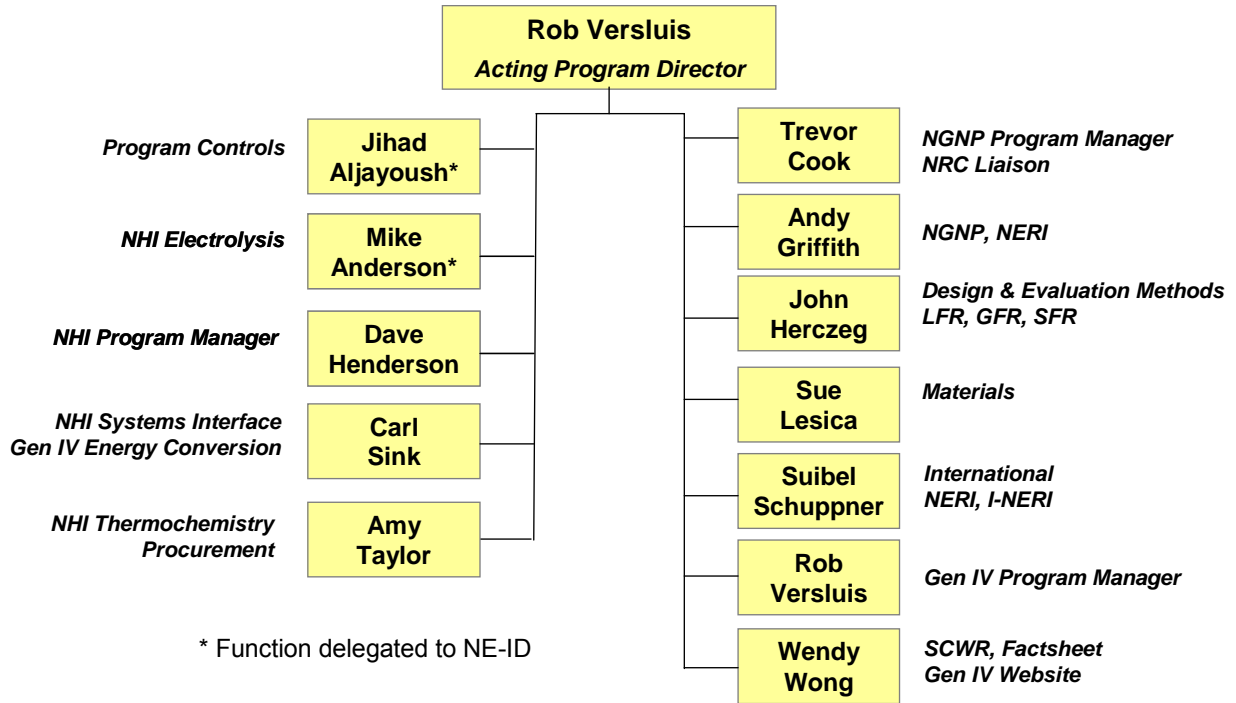 Rob Versluis
Acting Program Director
Program Controls
Jihad
Aljayoush*
NHI Electrolysis
Mike
Anderson*
NHI Program Manager
Dave
Henderson
NHI Systems Interface
Gen IV Energy Conversion
Carl
Sink
NHI Thermochemistry
Procurement
Amy
Taylor
* Function delegated to NE-ID
Trevor
Cook
NGNP Program Manager
NRC Liaison
Andy
Griffith
NGNP, NERI
John
Herczeg
Design & Evaluation Methods
LFR, GFR, SFR
Sue
Lesica
Materials
Suibel
Schuppner
International
NERI, I-NERI
Rob
Versluis
Gen IV Program Manager
Wendy
Wong
SCWR, Factsheet
Gen IV Website